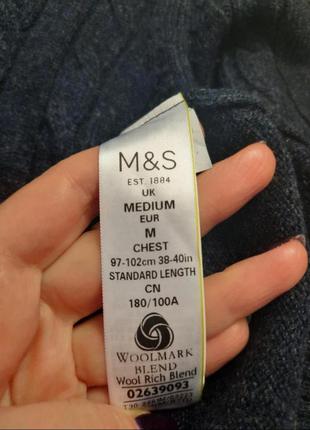 M&S
EST. 1884
UK
MEDIUM
EUR
M
CHEST
97-102cm 38-40in
STANDARD LENGTH
CN
180/100A
WOOLMARK
BLEND
Wool Rich Blend
02639093